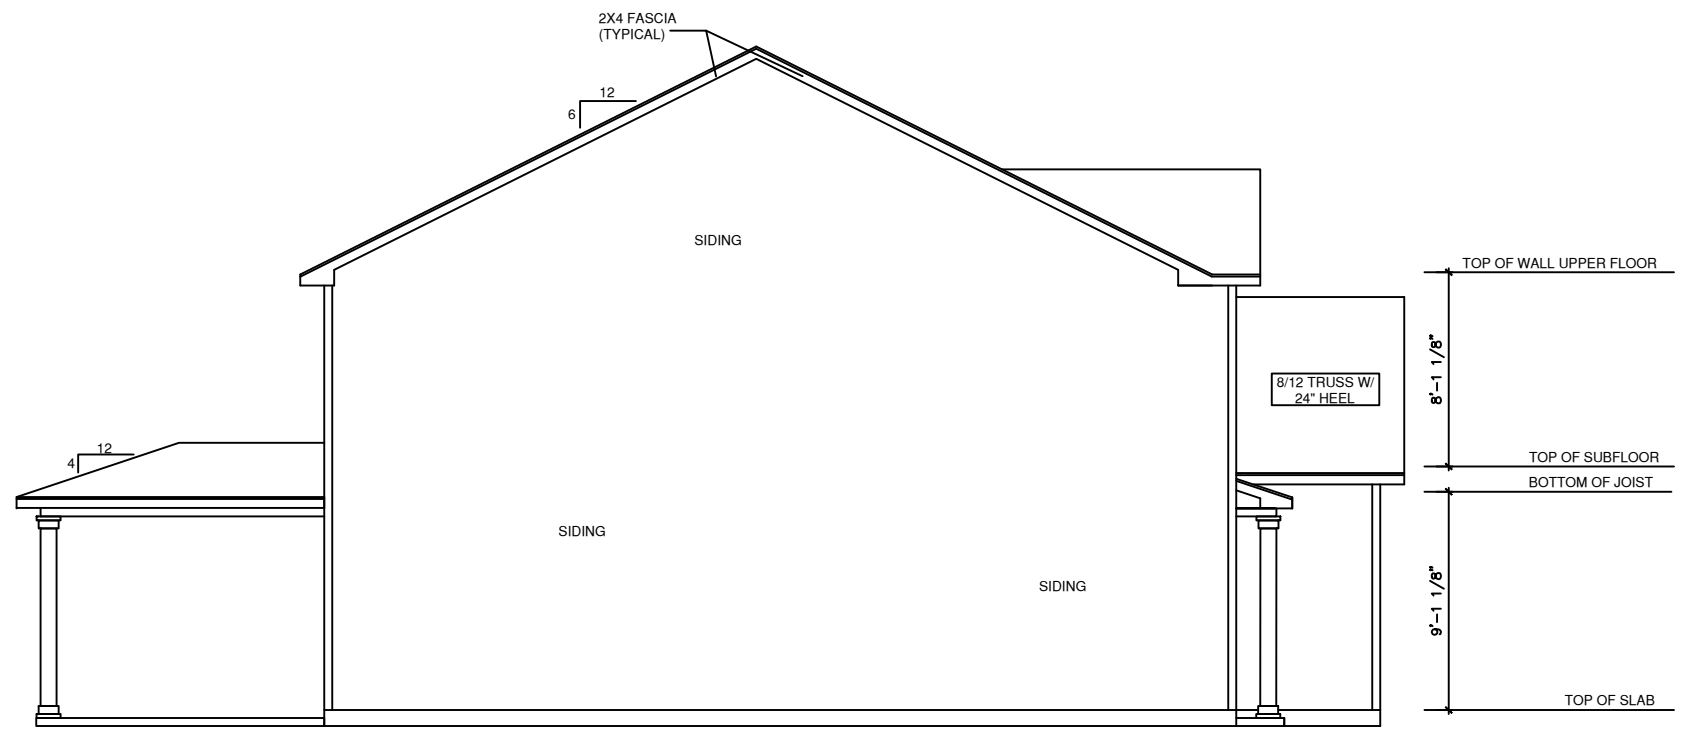 2X4 FASCIA
(TYPICAL)
12
6
SIDING
TOP OF WALL UPPER FLOOR
8'-1 1/8"
8/12 TRUSS W/
24" HEEL
12
4
TOP OF SUBFLOOR
BOTTOM OF JOIST
SIDING
SIDING
9'-1 1/8"
TOP OF SLAB